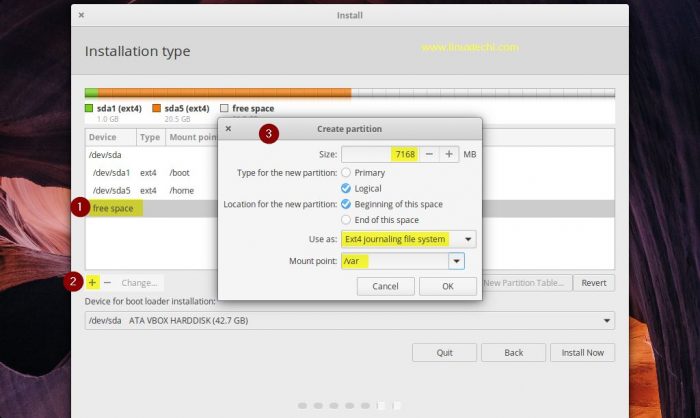 Install
Installation type
www.linuxtechi.com
sda1 (ext4) sda5 (ext4) free space
1.0 GB 20.5 GB
Device Type Mount point
/dev/sda
/dev/sda1 ext4 /boot
/dev/sda5 ext4 /home
1 free space
3 Create partition
Size: 7168 MB
Type for the new partition: Primary
Logical
Location for the new partition: Beginning of this space
End of this space
Use as: Ext4 journaling file system
Mount point: /var
Cancel OK
2 + − Change... New Partition Table... Revert
Device for boot loader installation:
/dev/sda ATA VBOX HARDDISK (42.7 GB)
Quit Back Install Now